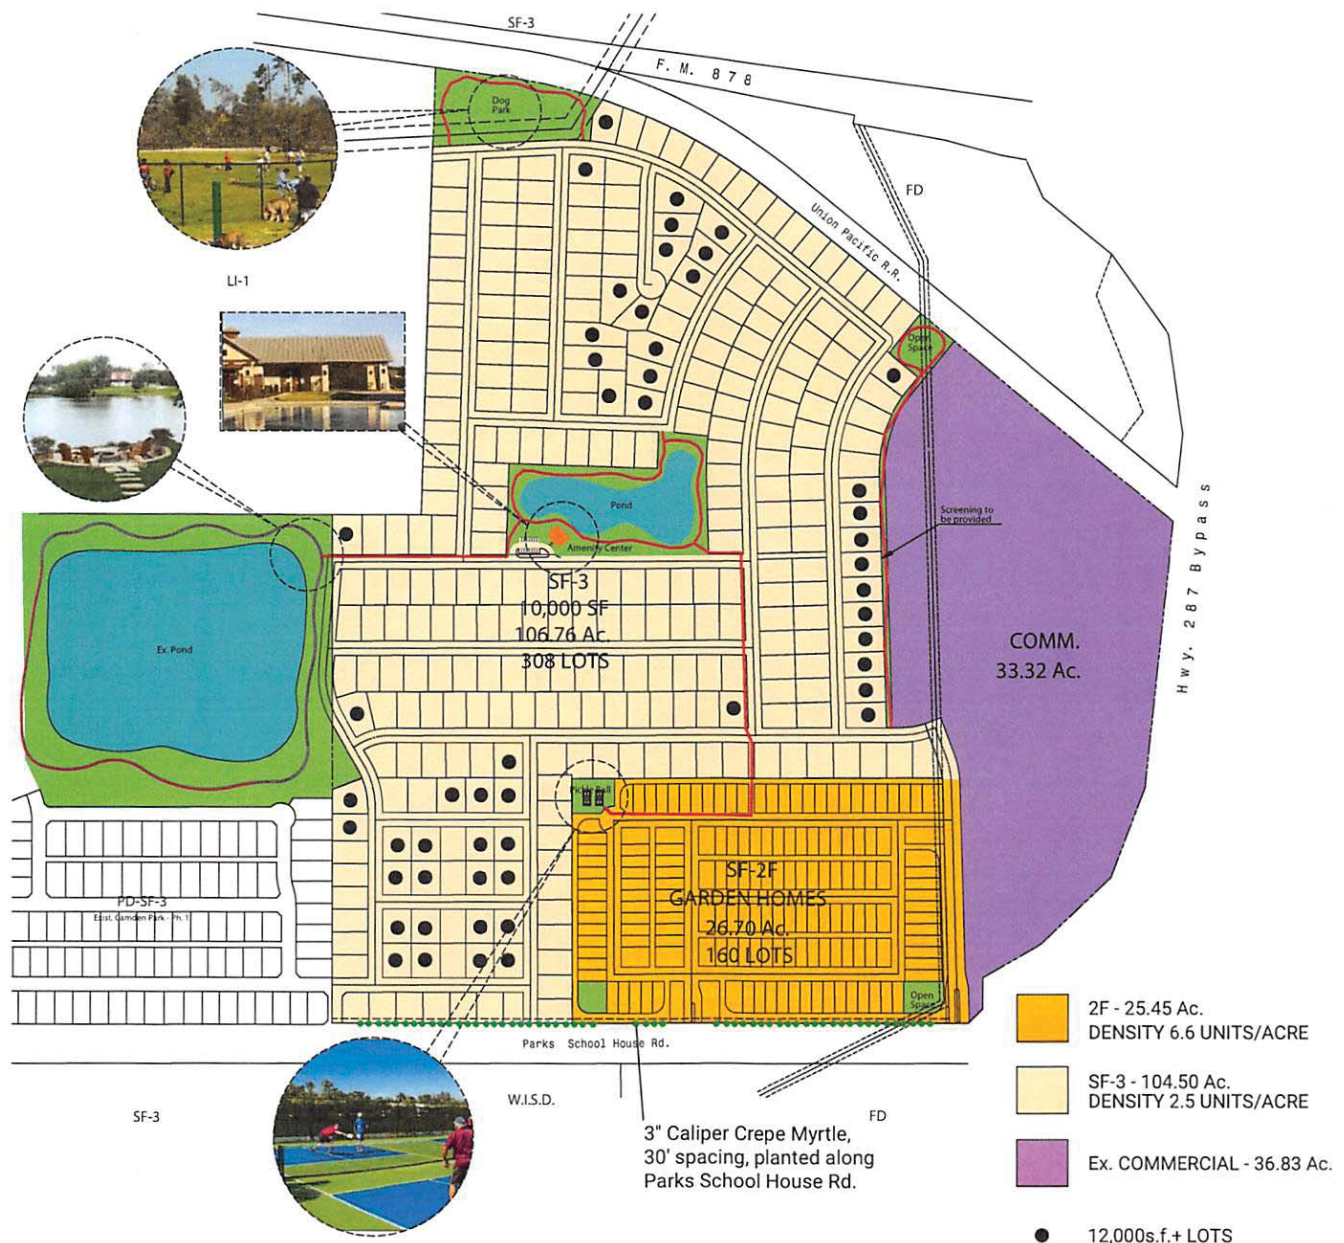 SF-3
F. M. 878
Dog
Park
FD
Union Pacific R.R.
LI-1
Open
Space
Pond
Screening to
be provided
Amenity Center
Hwy. 287 Bypass
SF-3
10,000 SF
106.76 Ac.
308 LOTS
COMM.
33.32 Ac.
Ex. Pond
Pickle Ball
SF-2F
GARDEN HOMES
26.70 Ac.
160 LOTS
PD-SF-3
Exist. Camden Park - Ph. 1
Open
Space
Parks School House Rd.
SF-3
W.I.S.D.
FD
3" Caliper Crepe Myrtle,
30' spacing, planted along
Parks School House Rd.
2F - 25.45 Ac.
DENSITY 6.6 UNITS/ACRE
SF-3 - 104.50 Ac.
DENSITY 2.5 UNITS/ACRE
Ex. COMMERCIAL - 36.83 Ac.
12,000s.f.+ LOTS